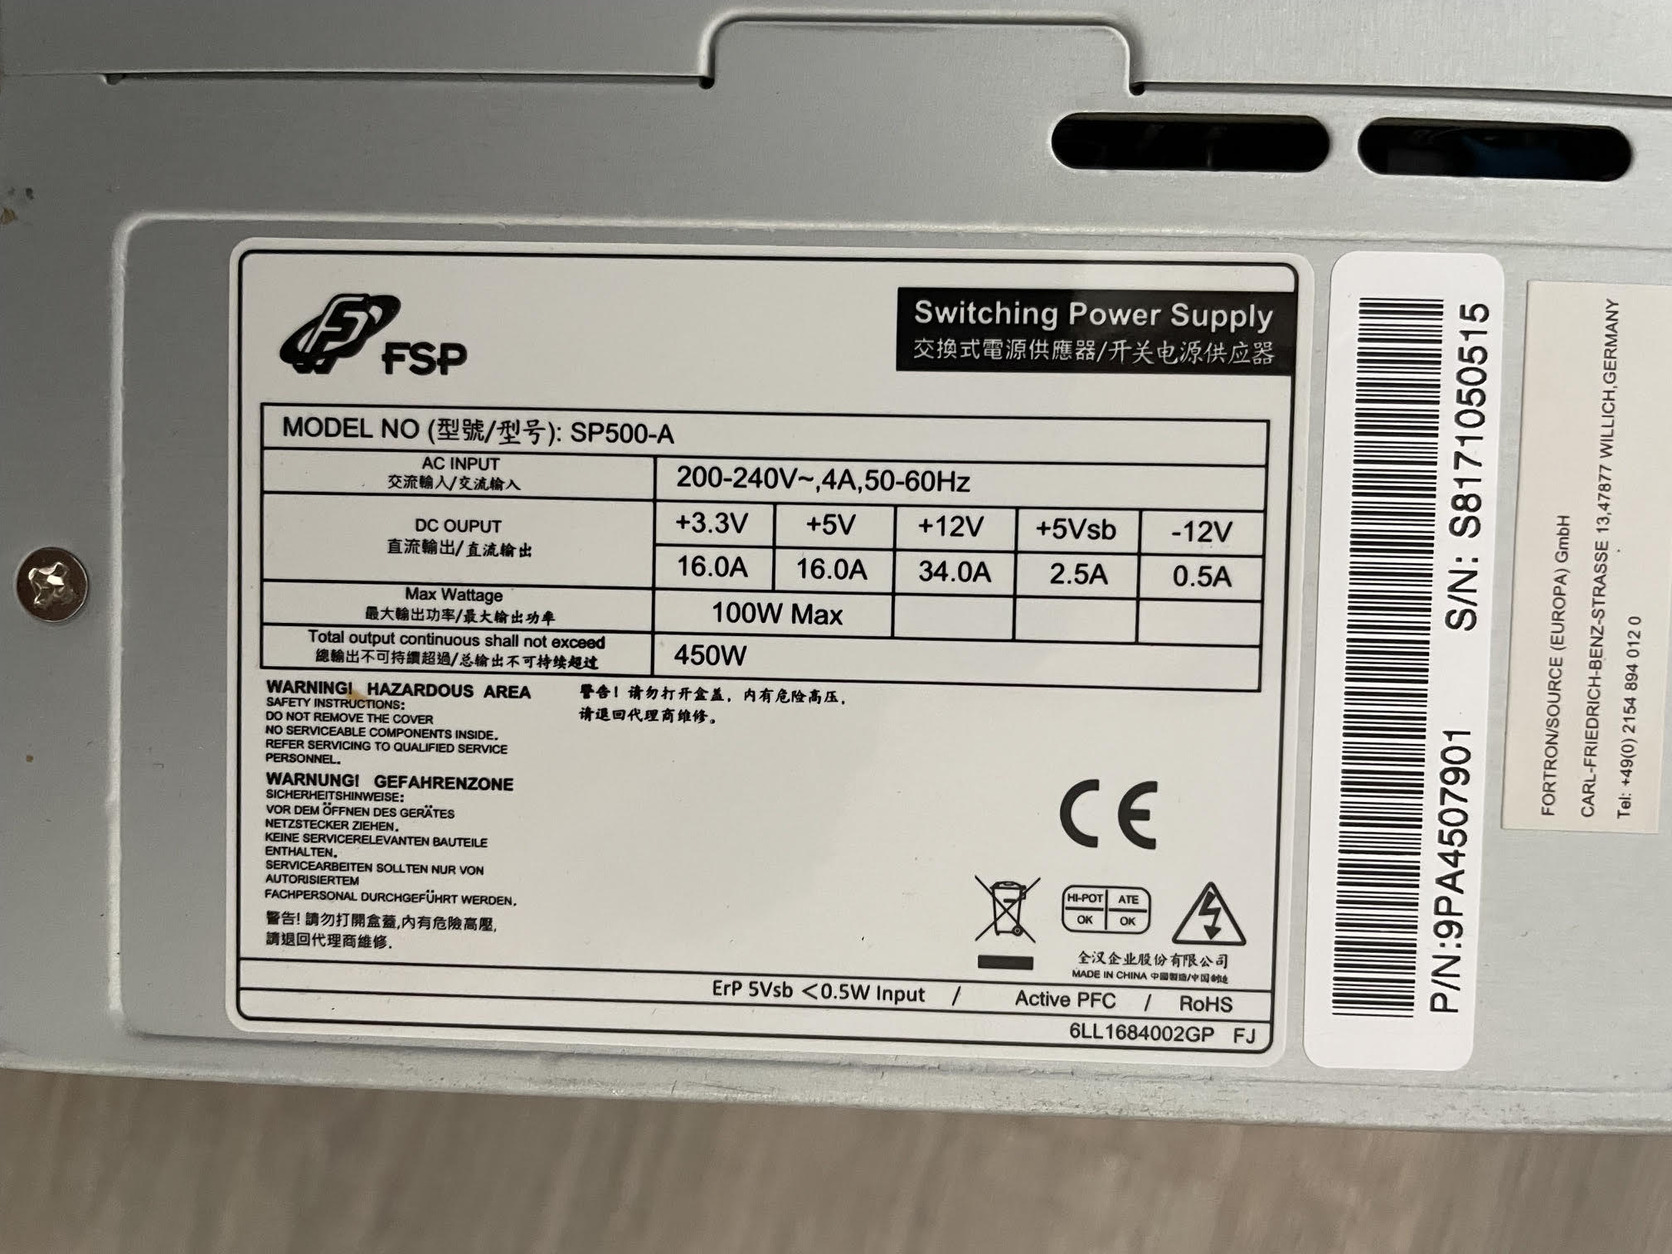 FSP
Switching Power Supply
交換式電源供應器/开关电源供应器
MODEL NO (型號/型号): SP500-A
AC INPUT
交流輸入/交流输入
200-240V~,4A,50-60Hz
DC OUPUT
直流輸出/直流输出
+3.3V +5V +12V +5Vsb -12V
16.0A 16.0A 34.0A 2.5A 0.5A
Max Wattage
最大輸出功率/最大输出功率
100W Max
Total output continuous shall not exceed
總輸出不可持續超過/总输出不可持续超过
450W
WARNING! HAZARDOUS AREA
SAFETY INSTRUCTIONS:
DO NOT REMOVE THE COVER
NO SERVICEABLE COMPONENTS INSIDE.
REFER SERVICING TO QUALIFIED SERVICE
PERSONNEL.
警告! 请勿打开盒盖, 内有危险高压,
请退回代理商维修。
WARNUNG! GEFAHRENZONE
SICHERHEITSHINWEISE:
VOR DEM ÖFFNEN DES GERÄTES
NETZSTECKER ZIEHEN.
KEINE SERVICERELEVANTEN BAUTEILE
ENTHALTEN.
SERVICEARBEITEN SOLLTEN NUR VON
AUTORISIERTEM
FACHPERSONAL DURCHGEFÜHRT WERDEN.
警告! 請勿打開盒蓋,內有危險高壓,
請退回代理商維修.
CE
HI-POT ATE
OK OK
全汉企业股份有限公司
MADE IN CHINA 中國製造/中国制造
ErP 5Vsb <0.5W Input / Active PFC / RoHS
6LL1684002GP FJ
P/N:9PA4507901 S/N: S8171050515
FORTRON/SOURCE (EUROPA) GmbH
CARL-FRIEDRICH-BENZ-STRASSE 13,47877 WILLICH,GERMANY
Tel: +49(0) 2154 894 012 0